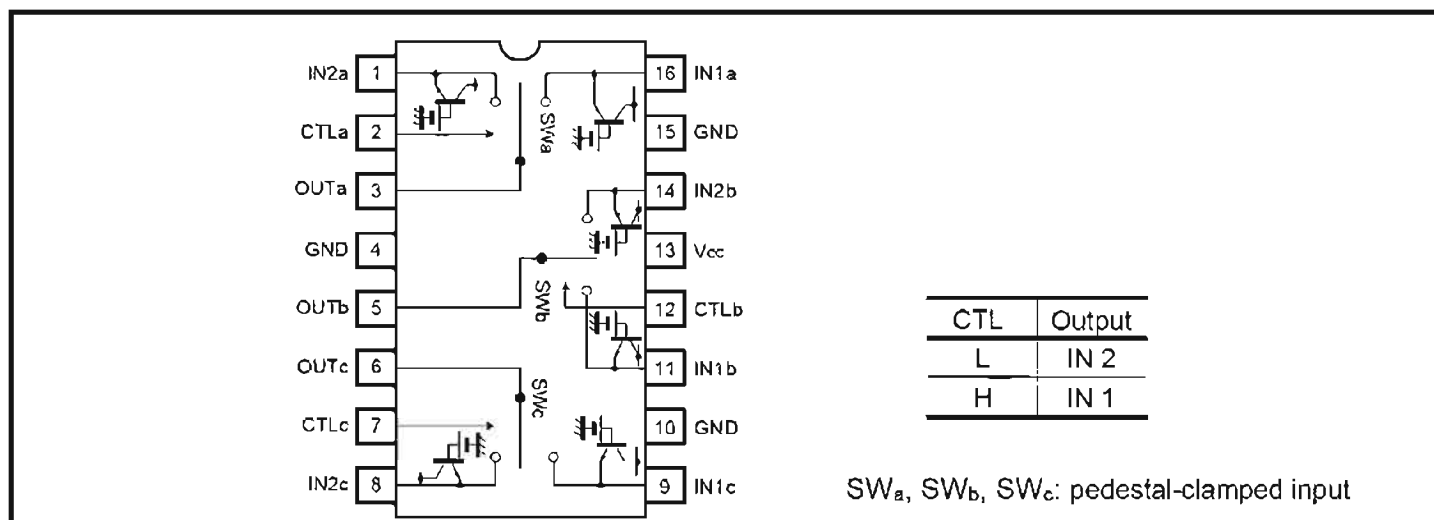 IN2a 1 16 IN1a
CTLa 2 SWa 15 GND
OUTa 3 14 IN2b
GND 4 13 Vcc
OUTb 5 SWb 12 CTLb
OUTc 6 11 IN1b
CTLc 7 SWc 10 GND
IN2c 8 9 IN1c
CTL Output
L IN 2
H IN 1
SWa, SWb, SWc: pedestal-clamped input